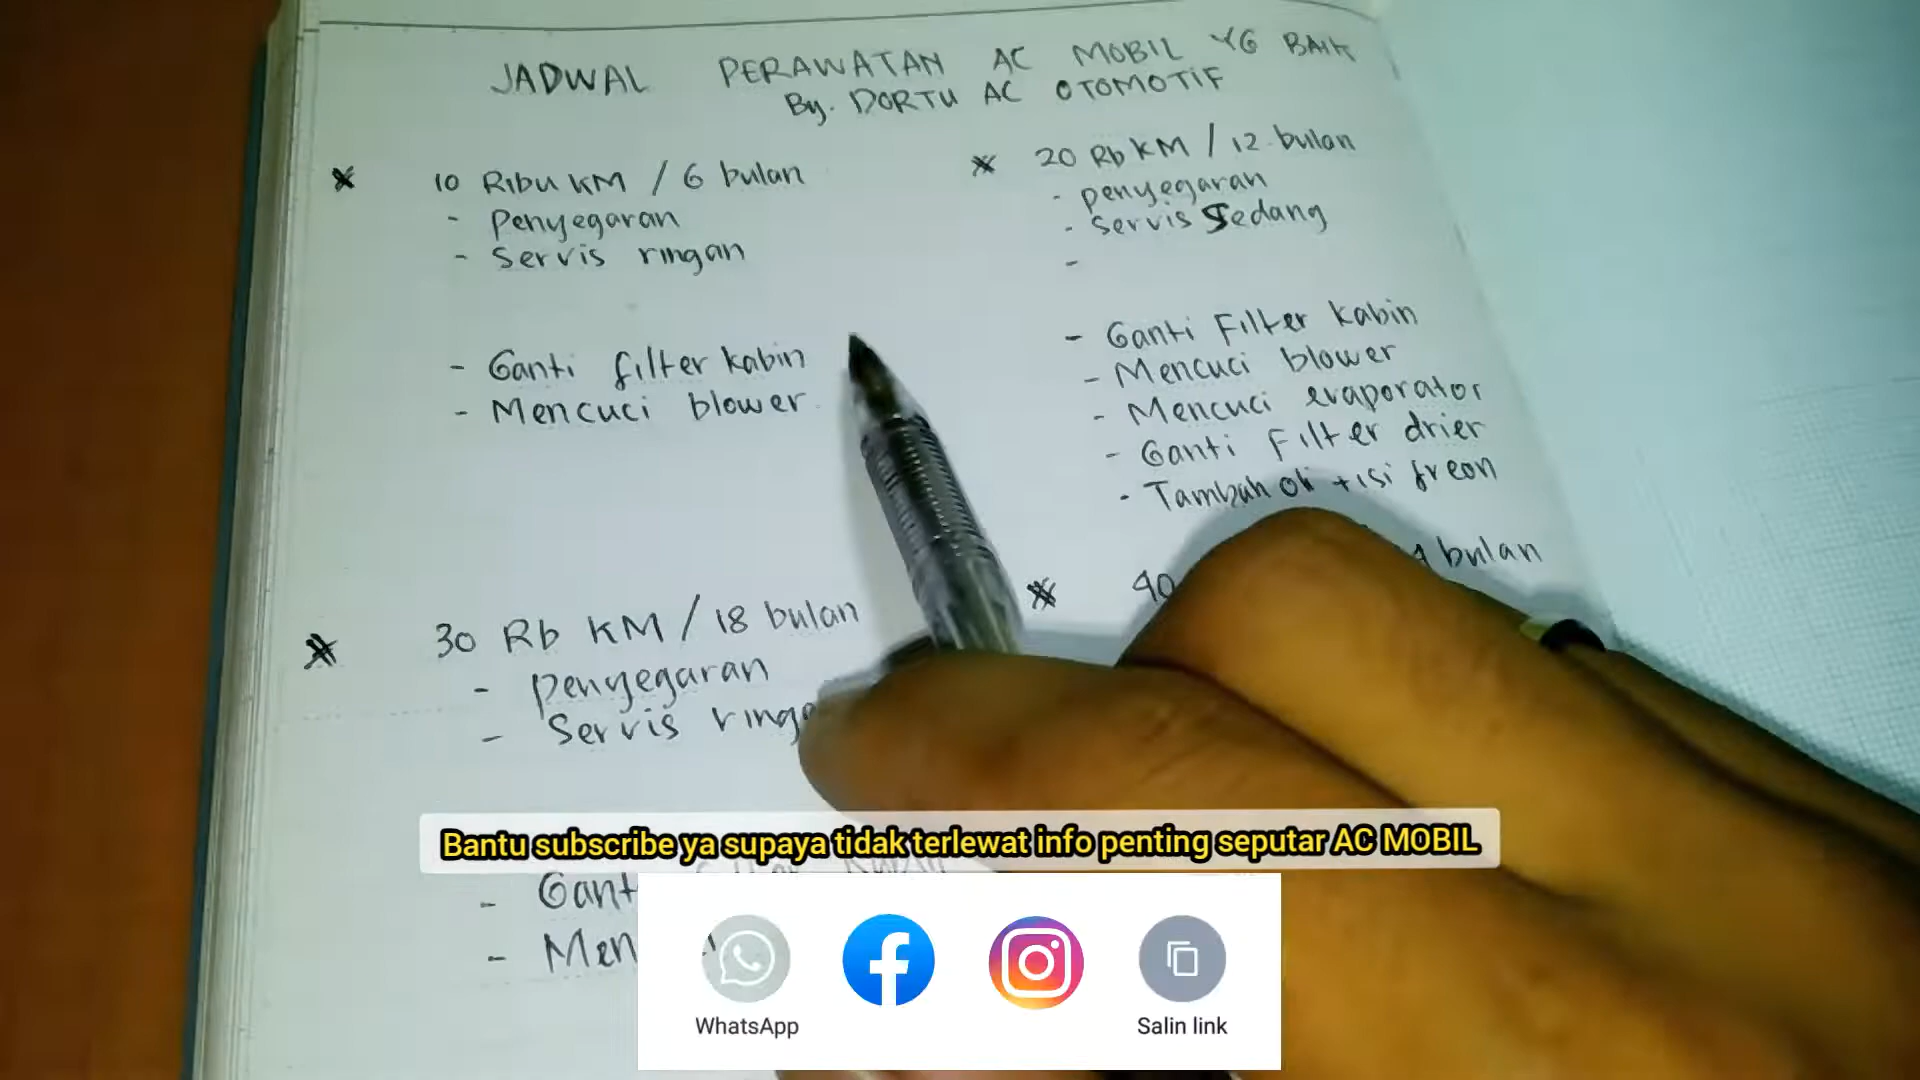 JADWAL PERAWATAN AC MOBIL YG BAIK
By. DORTU AC OTOMOTIF
10 Ribu KM / 6 bulan
- Penyegaran
- Servis ringan
- Ganti filter kabin
- Mencuci blower
20 Rb KM / 12 bulan
- penyegaran
- Servis Sedang
-
- Ganti Filter kabin
- Mencuci blower
- Mencuci evaporator
- Ganti Filter drier
- Tambah oli + isi freon
30 Rb KM / 18 bulan
- penyegaran
- Servis
40 bulan
Bantu subscribe ya supaya tidak terlewat info penting seputar AC MOBIL
WhatsApp
Salin link